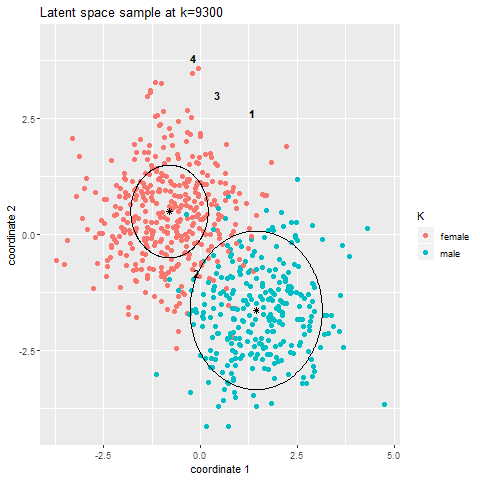 Latent space sample at k=9300
4
3
1
2
coordinate 2
2.5
0.0
-2.5
-2.5
0.0
2.5
5.0
coordinate 1
K
female
male